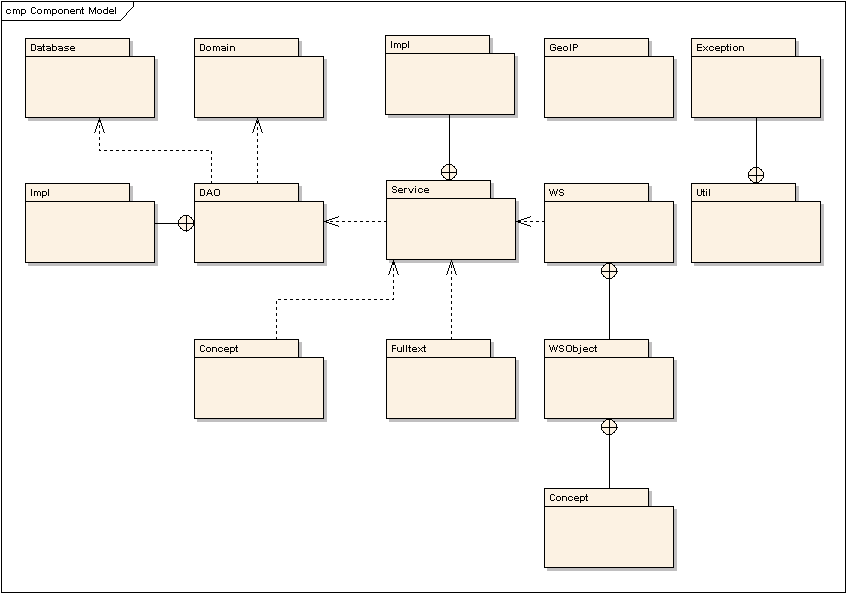 cmp Component Model
Database
Domain
Impl
GeoIP
Exception
Impl
DAO
Service
WS
Util
Concept
Fulltext
WSObject
Concept